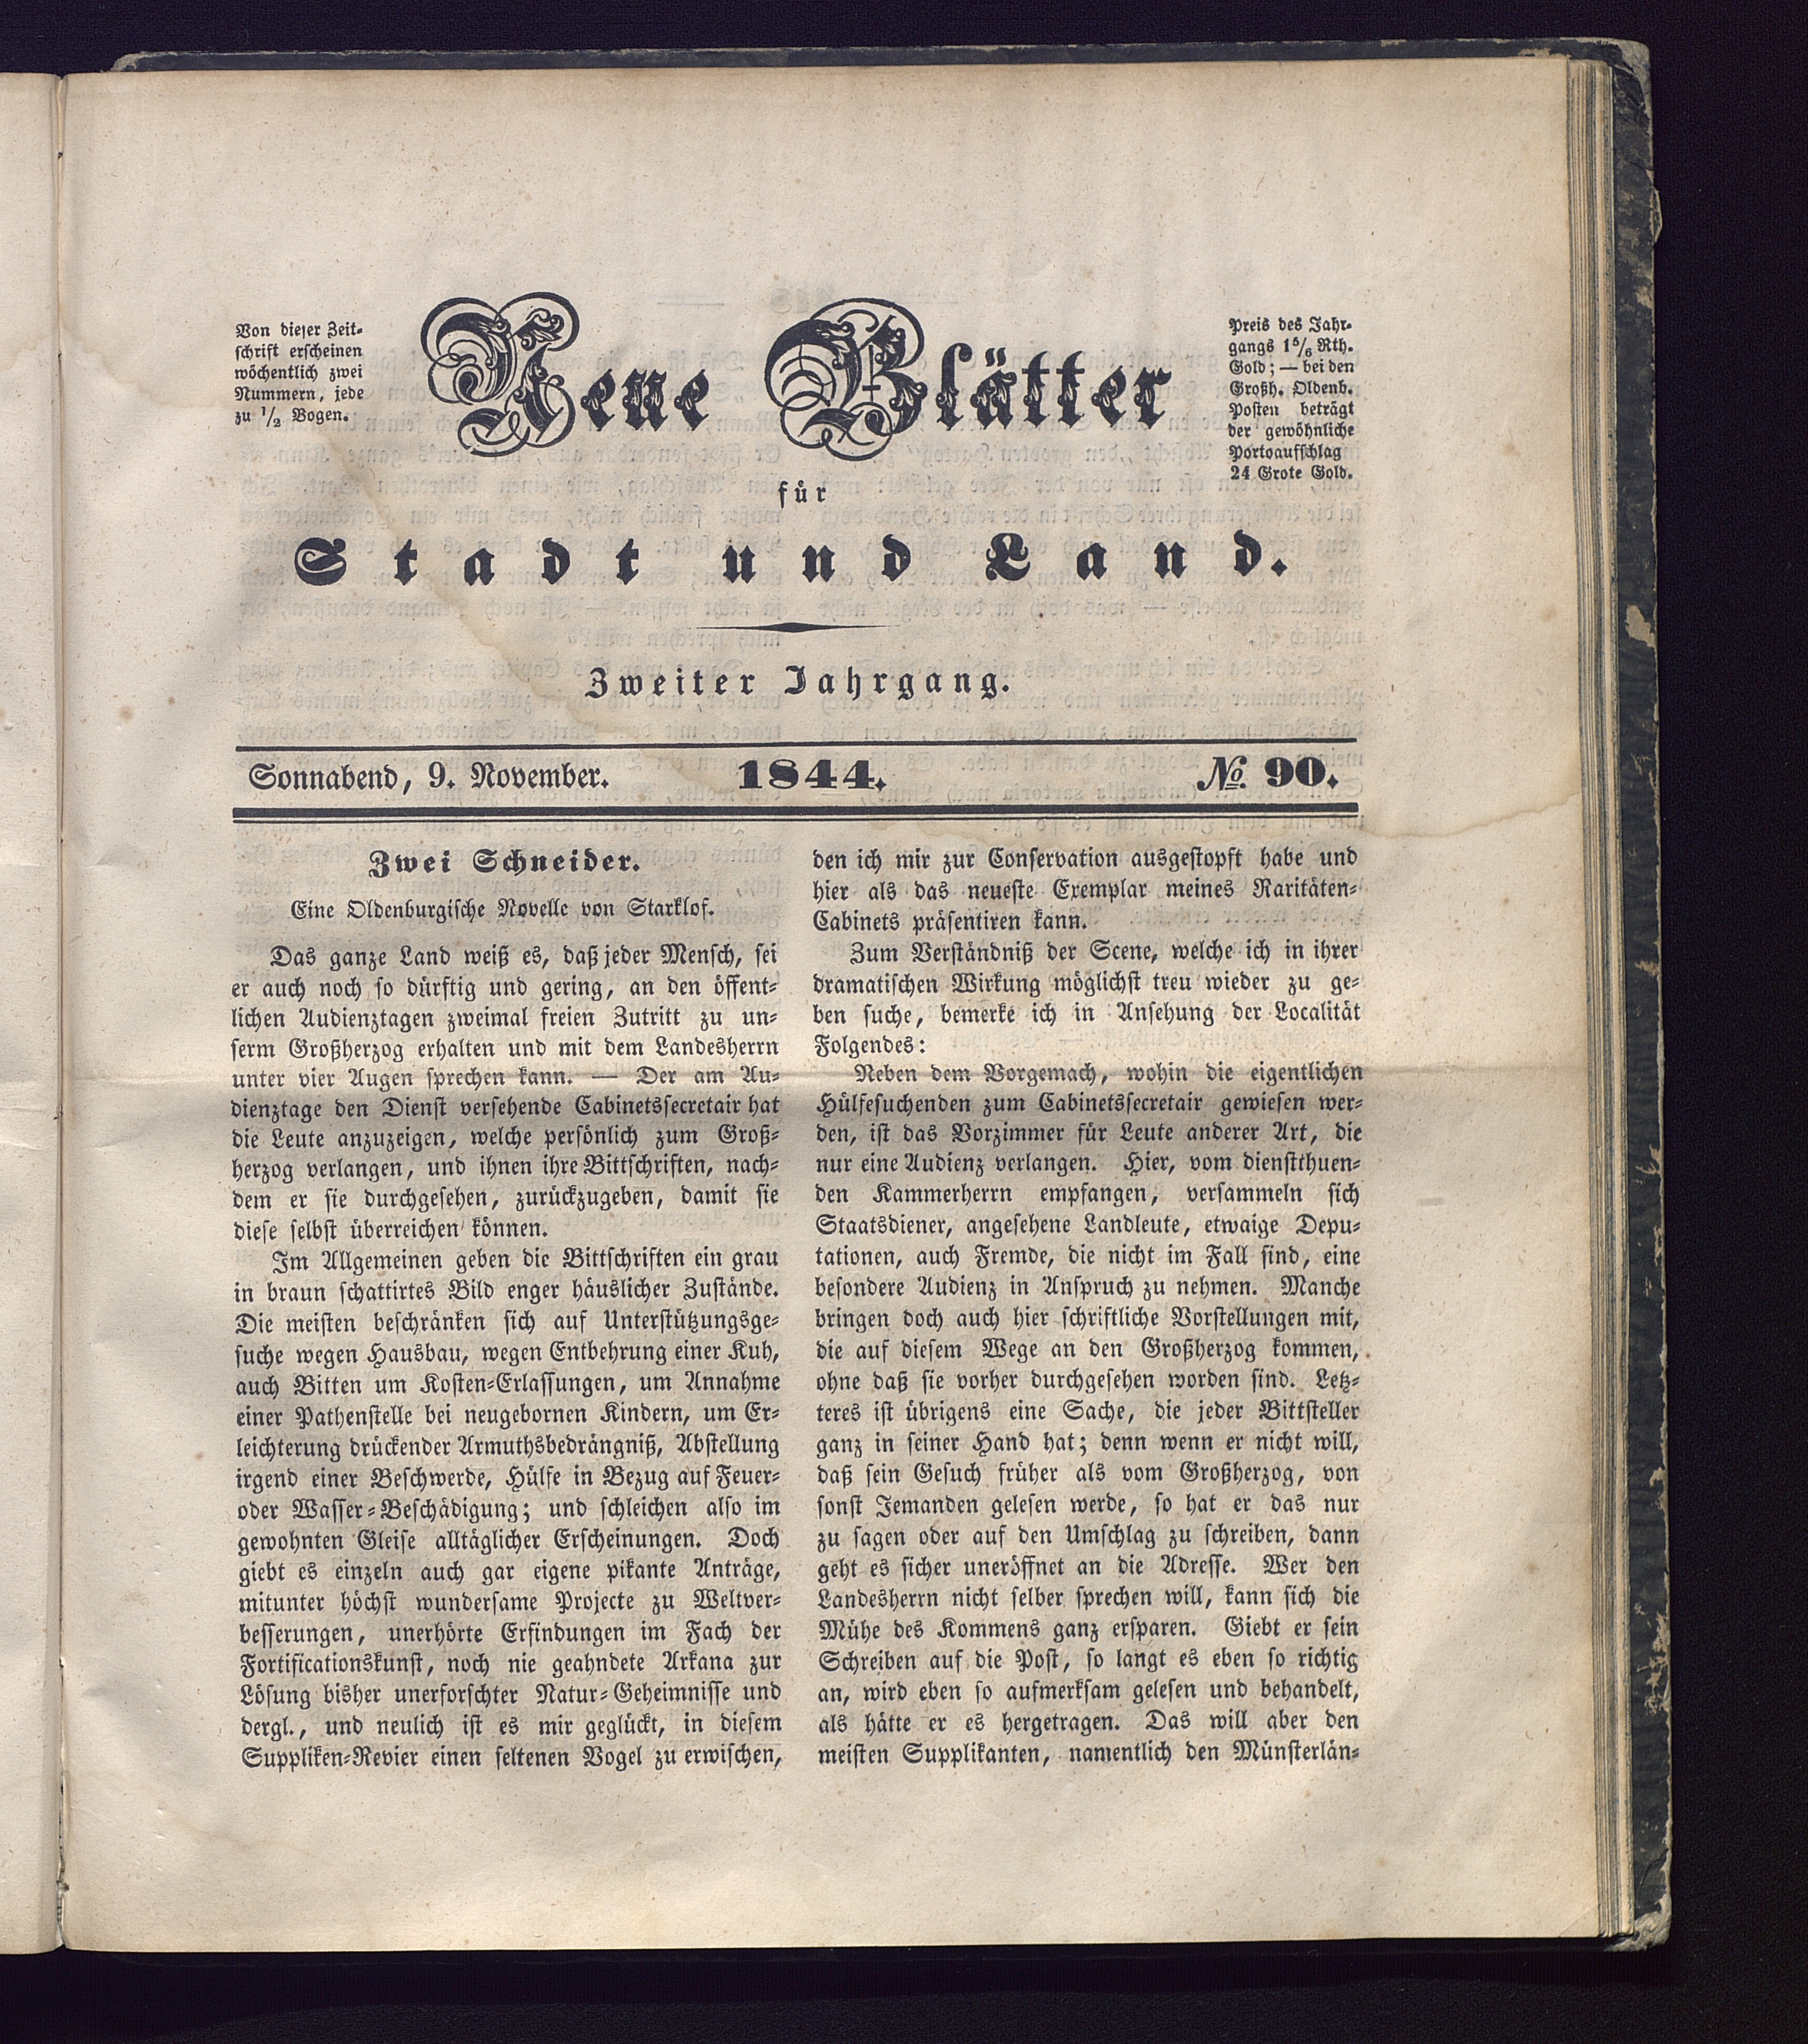 Von dieser Zeit-
schrift erscheinen
wöchentlich zwei
Nummern, jede
zu 1/2 Bogen.
Neue Blätter
für
Stadt und Land.
Preis des Jahr-
gangs 1 5/6 Rth.
Gold; — bei den
Großh. Oldenb.
Posten beträgt
der gewöhnliche
Portoaufschlag
24 Grote Gold.
Zweiter Jahrgang.
Sonnabend, 9. November. 1844. No. 90.
Zwei Schneider.
Eine Oldenburgische Novelle von Starklof.
Das ganze Land weiß es, daß jeder Mensch, sei
er auch noch so dürftig und gering, an den öffent-
lichen Audienztagen zweimal freien Zutritt zu un-
serm Großherzog erhalten und mit dem Landesherrn
unter vier Augen sprechen kann. — Der am Au-
dienztage den Dienst versehende Cabinetssecretair hat
die Leute anzuzeigen, welche persönlich zum Groß-
herzog verlangen, und ihnen ihre Bittschriften, nach-
dem er sie durchgesehen, zurückzugeben, damit sie
diese selbst überreichen können.
Im Allgemeinen geben die Bittschriften ein grau
in braun schattirtes Bild enger häuslicher Zustände.
Die meisten beschränken sich auf Unterstützungsge-
suche wegen Hausbau, wegen Entbehrung einer Kuh,
auch Bitten um Kosten-Erlassungen, um Annahme
einer Pathenstelle bei neugebornen Kindern, um Er-
leichterung drückender Armuthsbedrängniß, Abstellung
irgend einer Beschwerde, Hülfe in Bezug auf Feuer-
oder Wasser-Beschädigung; und schleichen also im
gewohnten Gleise alltäglicher Erscheinungen. Doch
giebt es einzeln auch gar eigene pikante Anträge,
mitunter höchst wundersame Projecte zu Weltver-
besserungen, unerhörte Erfindungen im Fach der
Fortificationskunst, noch nie geahndete Arkana zur
Lösung bisher unerforschter Natur-Geheimnisse und
dergl., und neulich ist es mir geglückt, in diesem
Suppliken-Revier einen seltenen Vogel zu erwischen,
den ich mir zur Conservation ausgestopft habe und
hier als das neueste Exemplar meines Raritäten-
Cabinets präsentiren kann.
Zum Verständniß der Scene, welche ich in ihrer
dramatischen Wirkung möglichst treu wieder zu ge-
ben suche, bemerke ich in Ansehung der Localität
Folgendes:
Neben dem Vorgemach, wohin die eigentlichen
Hülfesuchenden zum Cabinetssecretair gewiesen wer-
den, ist das Vorzimmer für Leute anderer Art, die
nur eine Audienz verlangen. Hier, vom dienstthuen-
den Kammerherrn empfangen, versammeln sich
Staatsdiener, angesehene Landleute, etwaige Depu-
tationen, auch Fremde, die nicht im Fall sind, eine
besondere Audienz in Anspruch zu nehmen. Manche
bringen doch auch hier schriftliche Vorstellungen mit,
die auf diesem Wege an den Großherzog kommen,
ohne daß sie vorher durchgesehen worden sind. Letz-
teres ist übrigens eine Sache, die jeder Bittsteller
ganz in seiner Hand hat; denn wenn er nicht will,
daß sein Gesuch früher als vom Großherzog, von
sonst Jemanden gelesen werde, so hat er das nur
zu sagen oder auf den Umschlag zu schreiben, dann
geht es sicher uneröffnet an die Adresse. Wer den
Landesherrn nicht selber sprechen will, kann sich die
Mühe des Kommens ganz ersparen. Giebt er sein
Schreiben auf die Post, so langt es eben so richtig
an, wird eben so aufmerksam gelesen und behandelt,
als hätte er es hergetragen. Das will aber den
meisten Supplikanten, namentlich den Münsterlän-